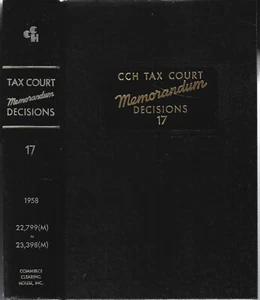 CCH
TAX COURT
Memorandum
DECISIONS
17
1958
22,799(M)
to
23,398(M)
COMMERCE
CLEARING
HOUSE, INC.
CCH TAX COURT
Memorandum
DECISIONS
17